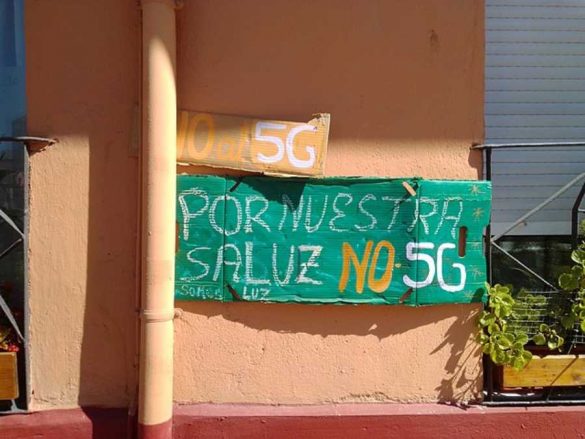 NO al 5G
POR NUESTRA
SALUZ NO 5G
SOMOS LUZ